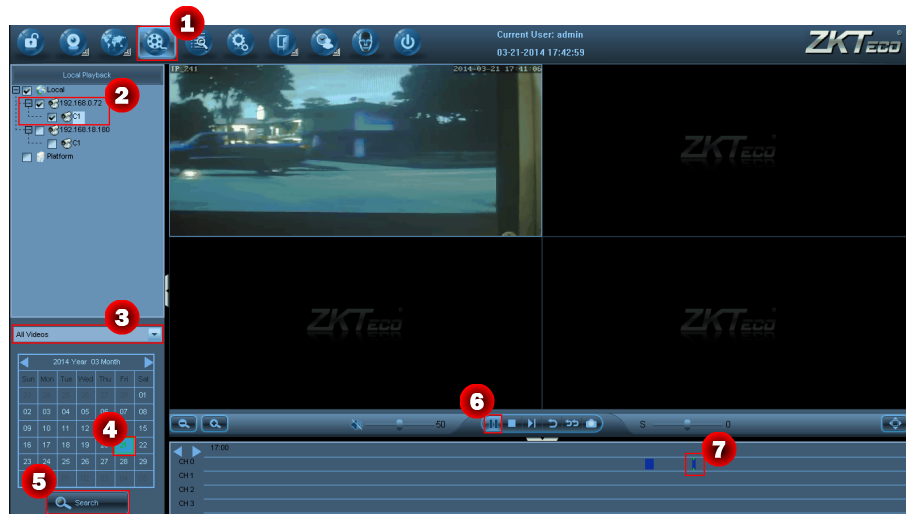 1
Current User: admin
03-21-2014 17:42:59
ZKTeco
Local Playback
2
Local
192.168.0.72
C1
192.168.18.180
C1
Platform
IP_241
2014-03-21 17:41:06
ZKTeco
ZKTeco
ZKTeco
3
All Videos
2014 Year 03 Month
Sun Mon Tue Wed Thu Fri Sat
01
02 03 04 05 06 07 08
09 10 11 12 15
16 17 18 19 22
23 24 25 26 27 28 29
4
5
Search
6
50
S 0
7
17:00
CH 0
CH 1
CH 2
CH 3